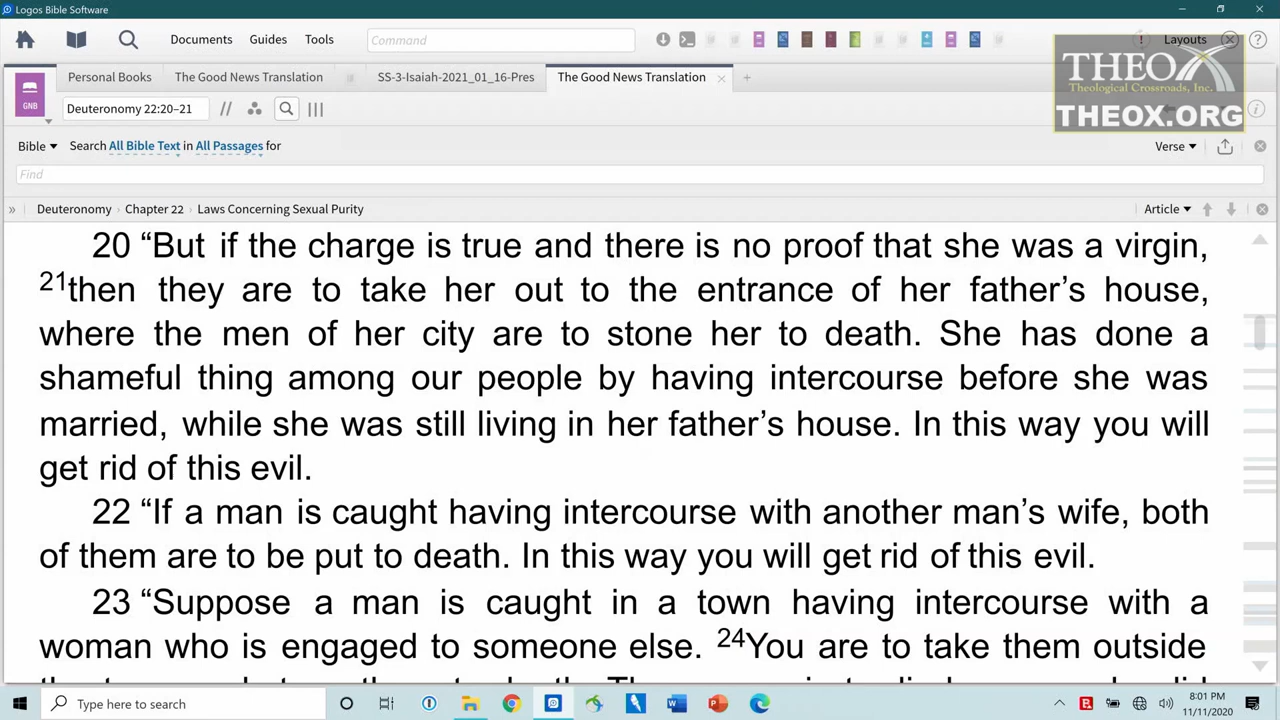 Logos Bible Software
Documents Guides Tools Command Layouts
Personal Books The Good News Translation SS-3-Isaiah-2021_01_16-Pres The Good News Translation
THEOX
Theological Crossroads, Inc.
THEOX.ORG
GNB Deuteronomy 22:20–21
Bible Search All Bible Text in All Passages for Verse
Find
Deuteronomy › Chapter 22 › Laws Concerning Sexual Purity Article
20 “But if the charge is true and there is no proof that she was a virgin,
21then they are to take her out to the entrance of her father’s house,
where the men of her city are to stone her to death. She has done a
shameful thing among our people by having intercourse before she was
married, while she was still living in her father’s house. In this way you will
get rid of this evil.
22 “If a man is caught having intercourse with another man’s wife, both
of them are to be put to death. In this way you will get rid of this evil.
23 “Suppose a man is caught in a town having intercourse with a
woman who is engaged to someone else. 24You are to take them outside
Type here to search
8:01 PM
11/11/2020